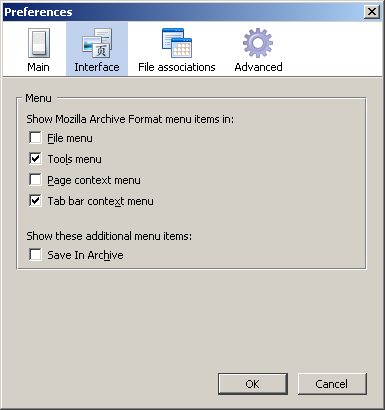 Preferences
Main
Interface
File associations
Advanced
Menu
Show Mozilla Archive Format menu items in:
File menu
Tools menu
Page context menu
Tab bar context menu
Show these additional menu items:
Save In Archive
OK
Cancel